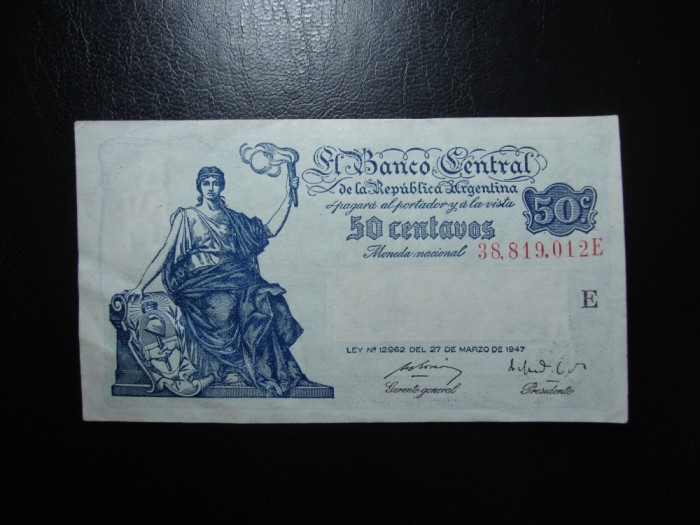 El Banco Central
de la República Argentina
pagará al portador y á la vista
50 centavos
50c.
Moneda nacional
38.819.012E
E
LEY Nº 12962 DEL 27 DE MARZO DE 1947
Gerente general
Presidente